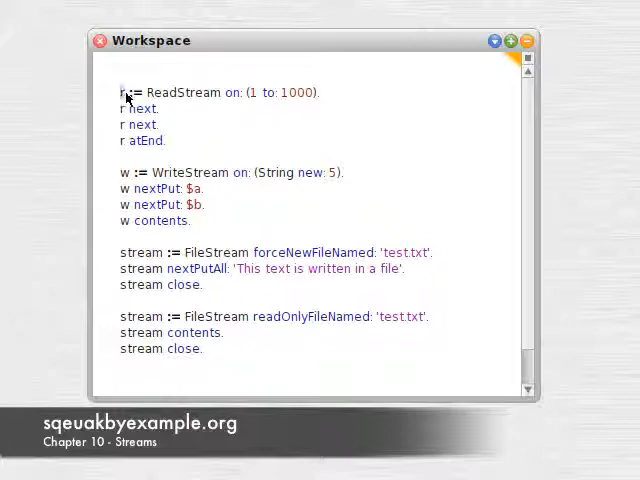 Workspace
r := ReadStream on: (1 to: 1000).
r next.
r next.
r atEnd.
w := WriteStream on: (String new: 5).
w nextPut: $a.
w nextPut: $b.
w contents.
stream := FileStream forceNewFileNamed: 'test.txt'.
stream nextPutAll: 'This text is written in a file'.
stream close.
stream := FileStream readOnlyFileNamed: 'test.txt'.
stream contents.
stream close.
sqeuakbyexample.org
Chapter 10 - Streams